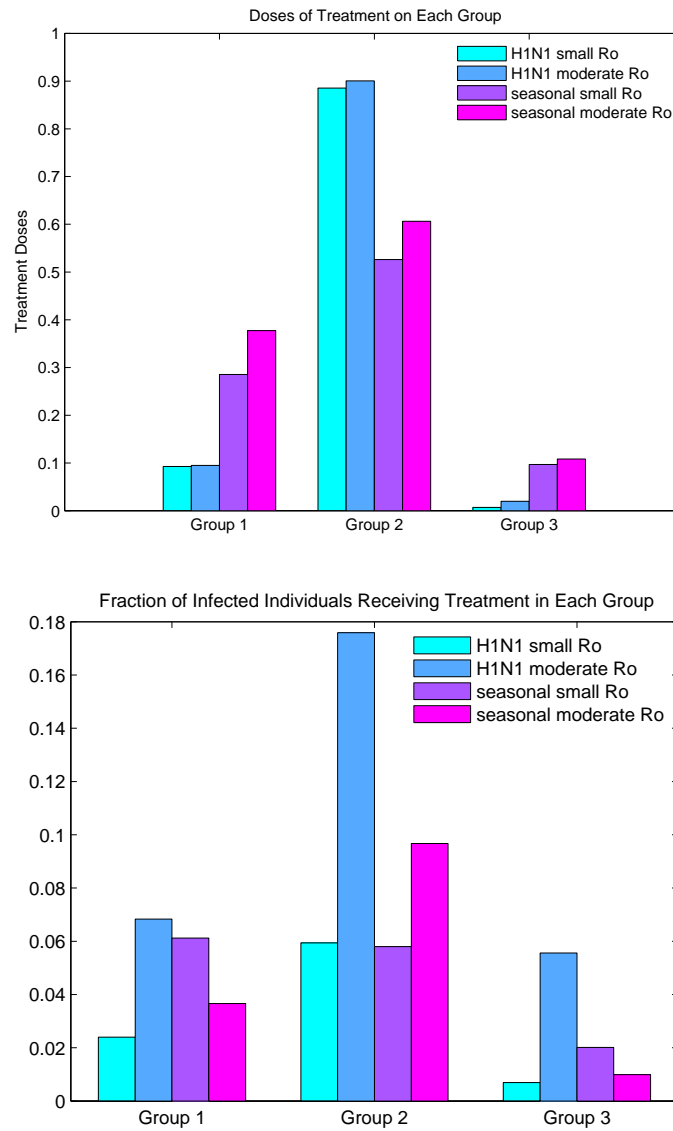 Doses of Treatment on Each Group
1
0.9
0.8
0.7
0.6
0.5
0.4
0.3
0.2
0.1
0
Treatment Doses
H1N1 small Ro
H1N1 moderate Ro
seasonal small Ro
seasonal moderate Ro
Group 1
Group 2
Group 3
Fraction of Infected Individuals Receiving Treatment in Each Group
0.18
0.16
0.14
0.12
0.1
0.08
0.06
0.04
0.02
0
H1N1 small Ro
H1N1 moderate Ro
seasonal small Ro
seasonal moderate Ro
Group 1
Group 2
Group 3